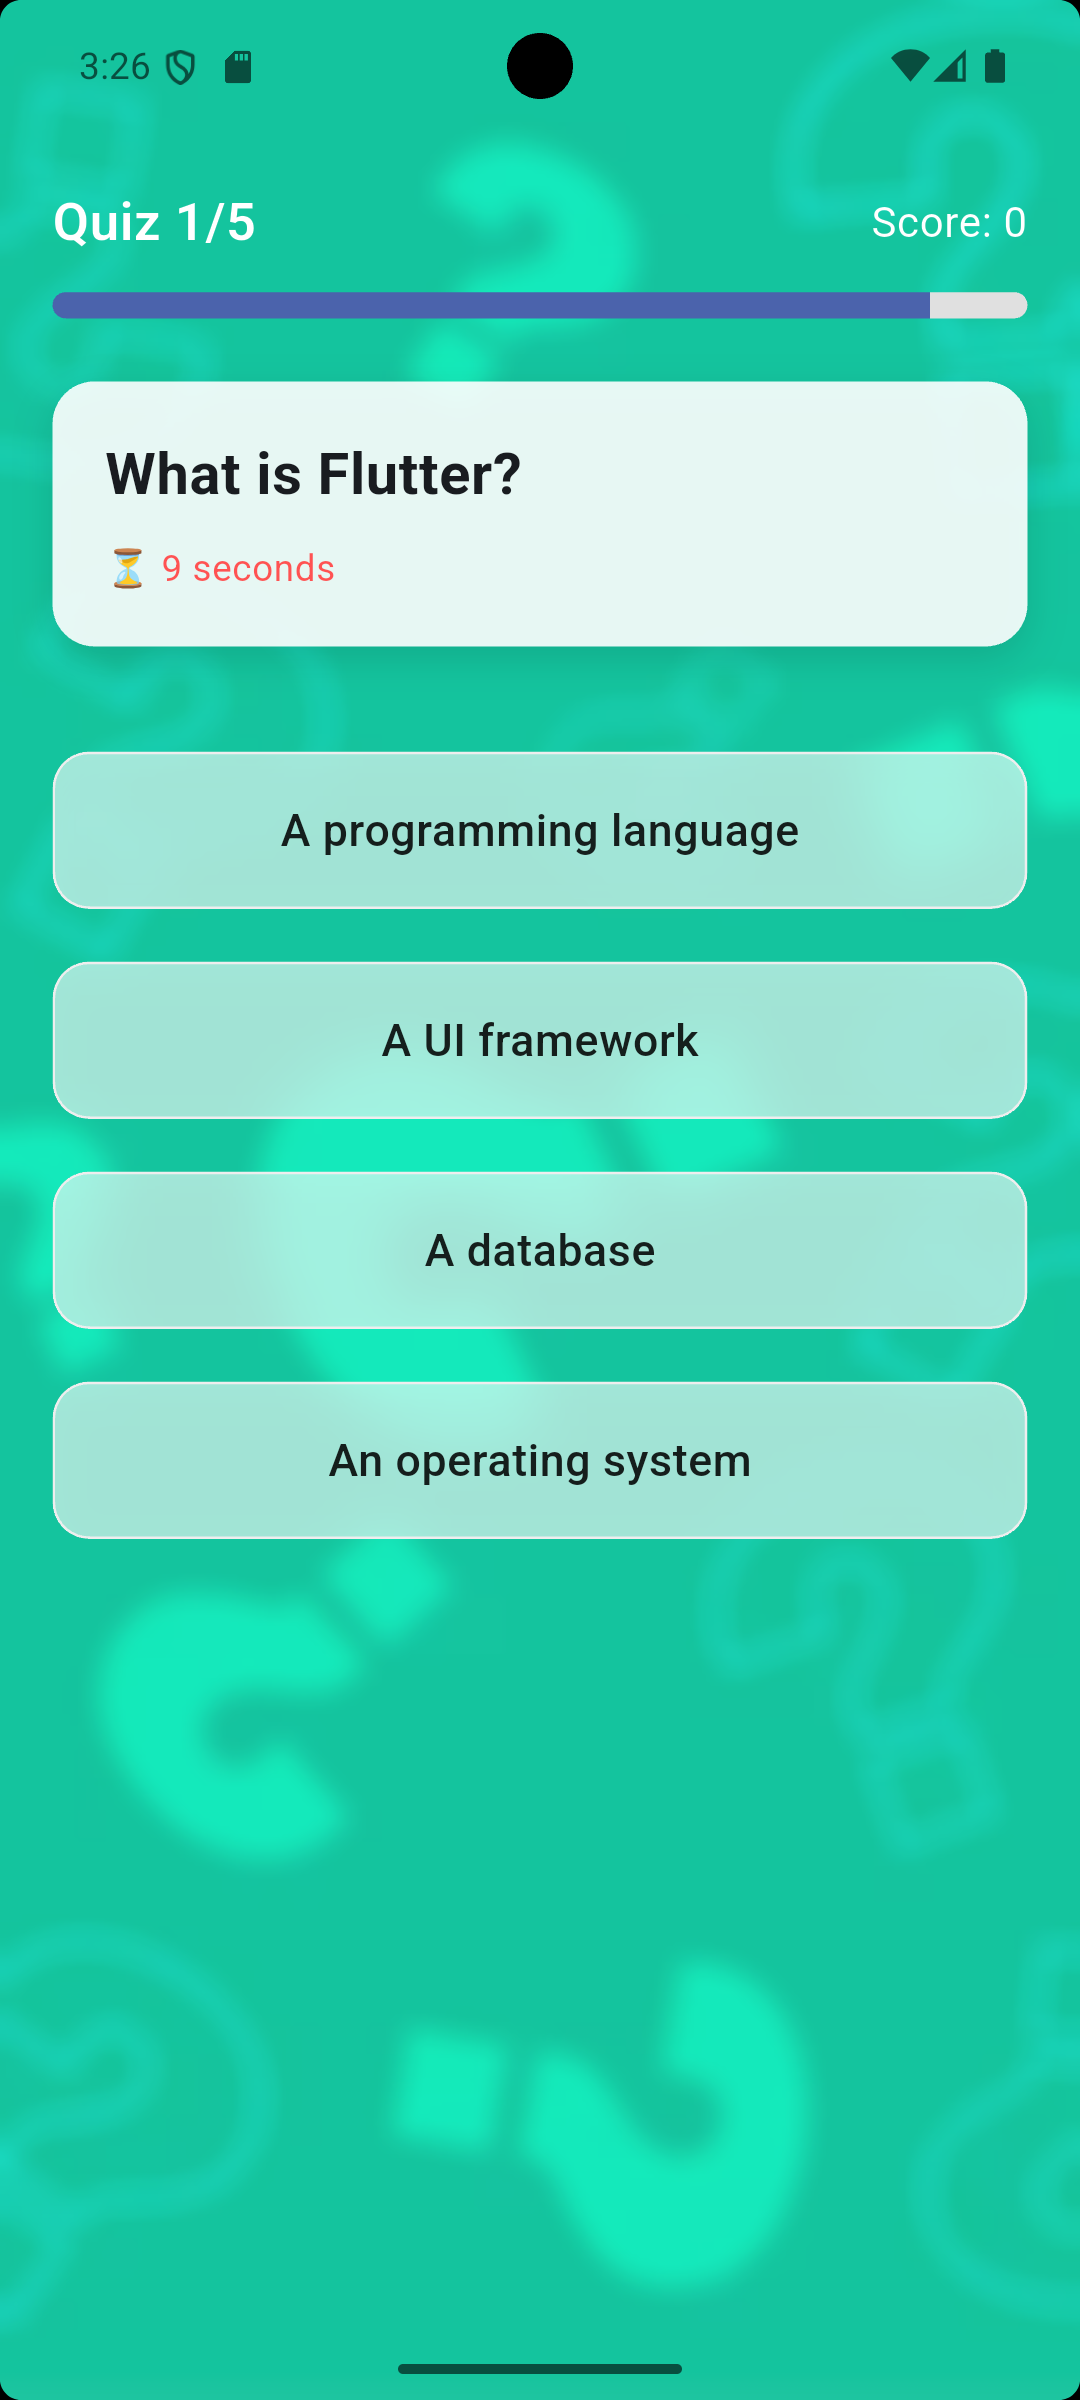 3:26
Quiz 1/5
Score: 0
What is Flutter?
⏳ 9 seconds
A programming language
A UI framework
A database
An operating system